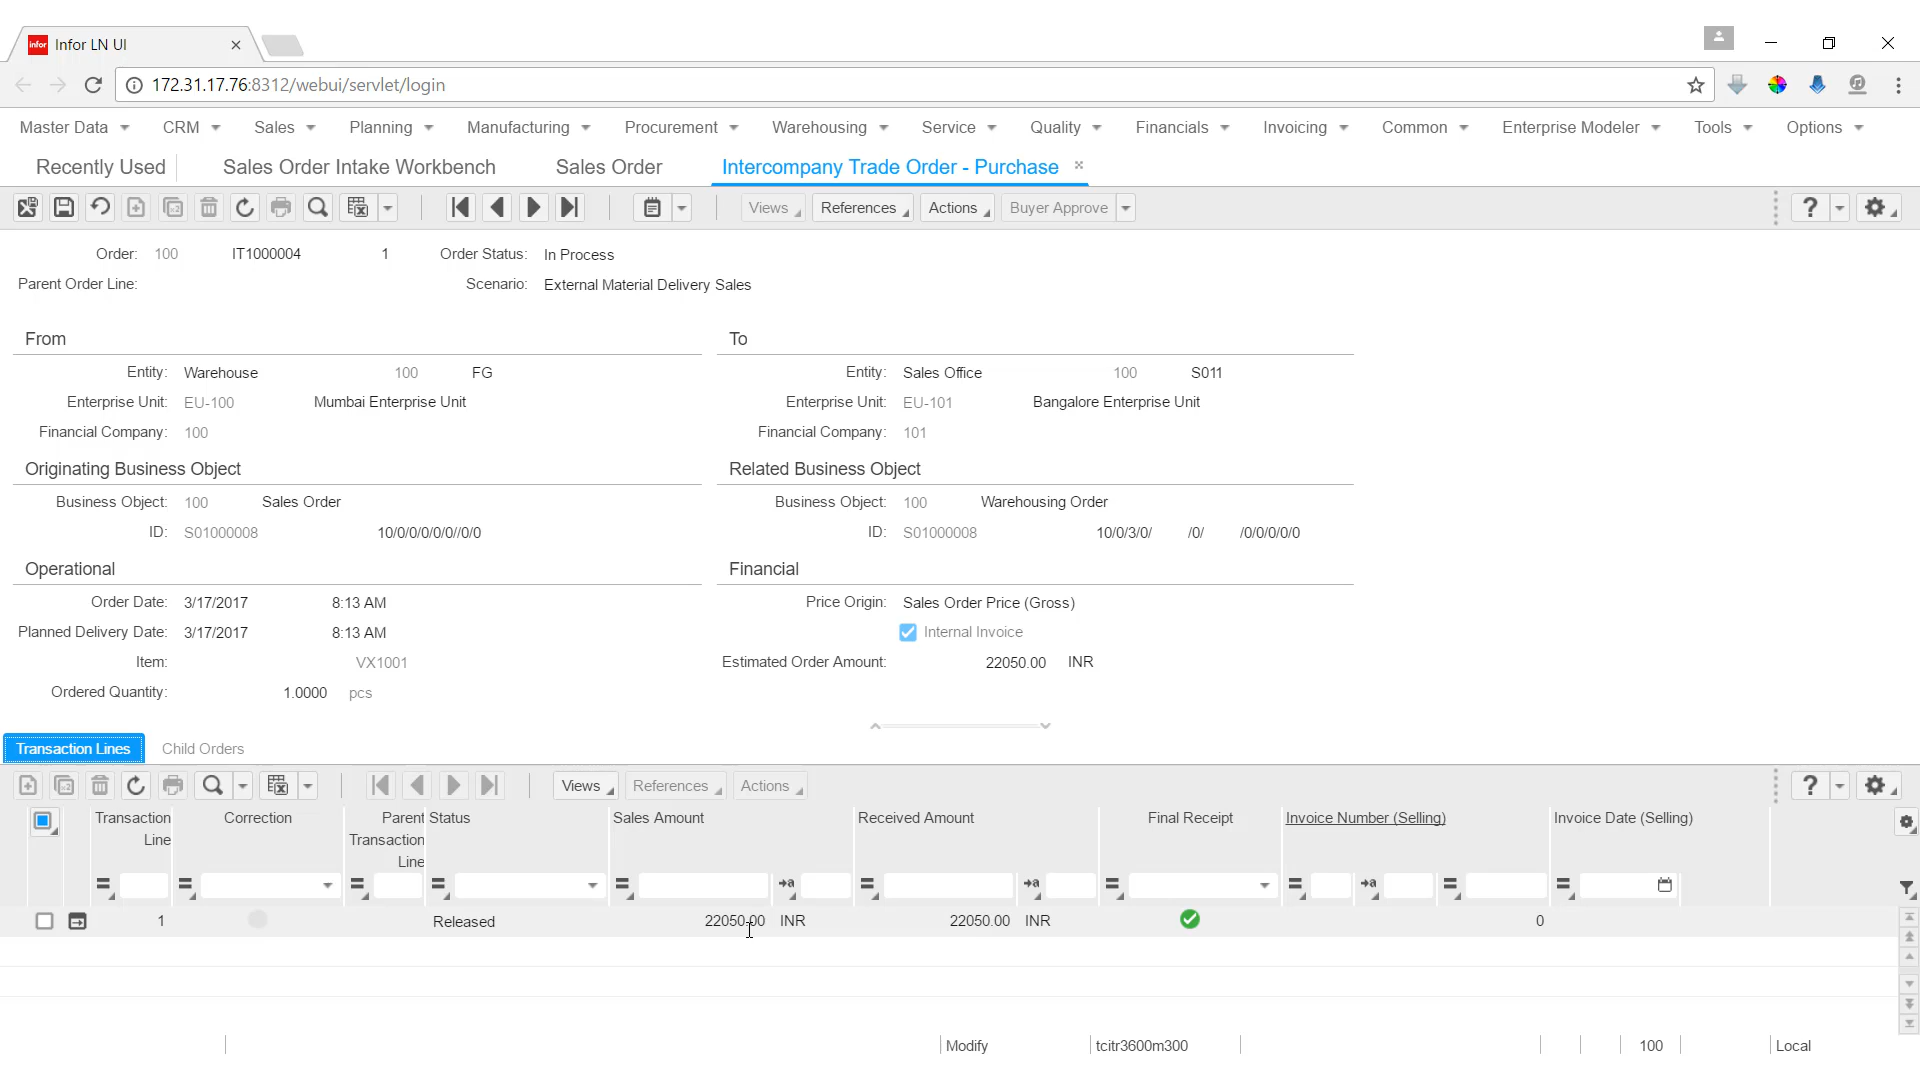 infor Infor LN UI
172.31.17.76:8312/webui/servlet/login
Master Data CRM Sales Planning Manufacturing Procurement Warehousing Service Quality Financials Invoicing Common Enterprise Modeler Tools Options
Recently Used Sales Order Intake Workbench Sales Order Intercompany Trade Order - Purchase
Views References Actions Buyer Approve ?
Order: 100 IT1000004 1 Order Status: In Process
Parent Order Line: Scenario: External Material Delivery Sales
From To
Entity: Warehouse 100 FG Entity: Sales Office 100 S011
Enterprise Unit: EU-100 Mumbai Enterprise Unit Enterprise Unit: EU-101 Bangalore Enterprise Unit
Financial Company: 100 Financial Company: 101
Originating Business Object Related Business Object
Business Object: 100 Sales Order Business Object: 100 Warehousing Order
ID: S01000008 10/0/0/0/0/0//0/0 ID: S01000008 10/0/3/0/ /0/ /0/0/0/0/0
Operational Financial
Order Date: 3/17/2017 8:13 AM Price Origin: Sales Order Price (Gross)
Planned Delivery Date: 3/17/2017 8:13 AM Internal Invoice
Item: VX1001 Estimated Order Amount: 22050.00 INR
Ordered Quantity: 1.0000 pcs
Transaction Lines Child Orders
Views References Actions ?
Transaction Correction Parent Status Sales Amount Received Amount Final Receipt Invoice Number (Selling) Invoice Date (Selling)
Line Transaction
Line
1 Released 22050.00 INR 22050.00 INR 0
Modify tcitr3600m300 100 Local